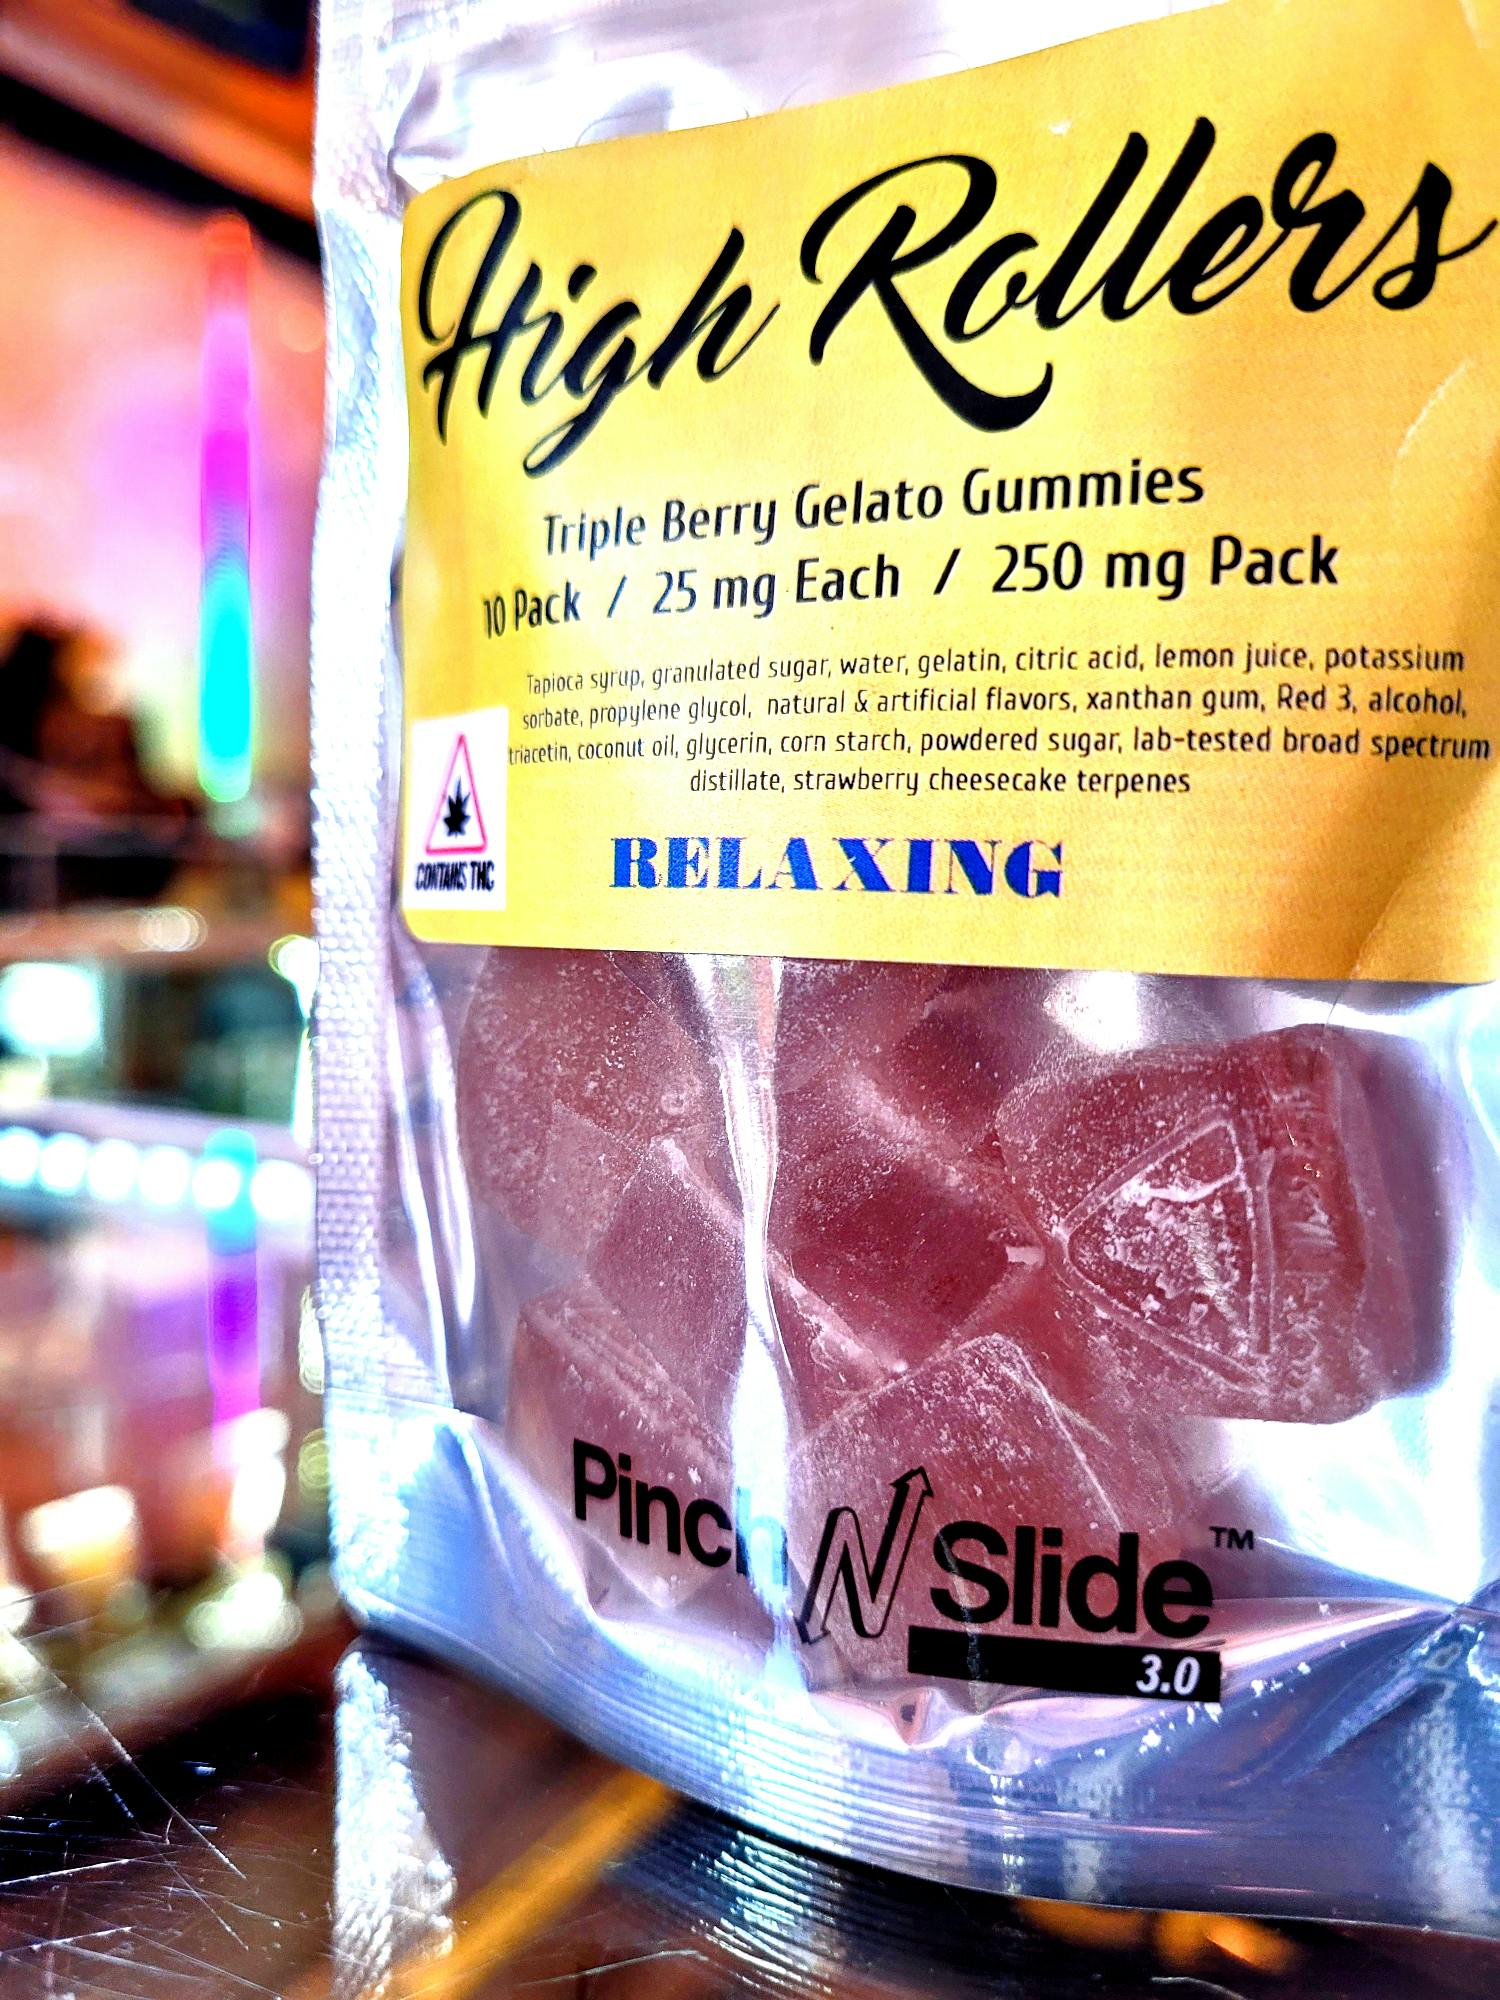 High Rollers
Triple Berry Gelato Gummies
10 Pack / 25 mg Each / 250 mg Pack
Tapioca syrup, granulated sugar, water, gelatin, citric acid, lemon juice, potassium
sorbate, propylene glycol, natural & artificial flavors, xanthan gum, Red 3, alcohol,
triacetin, coconut oil, glycerin, corn starch, powdered sugar, lab-tested broad spectrum
distillate, strawberry cheesecake terpenes
CONTAINS THC
RELAXING
Pinch N Slide™
3.0